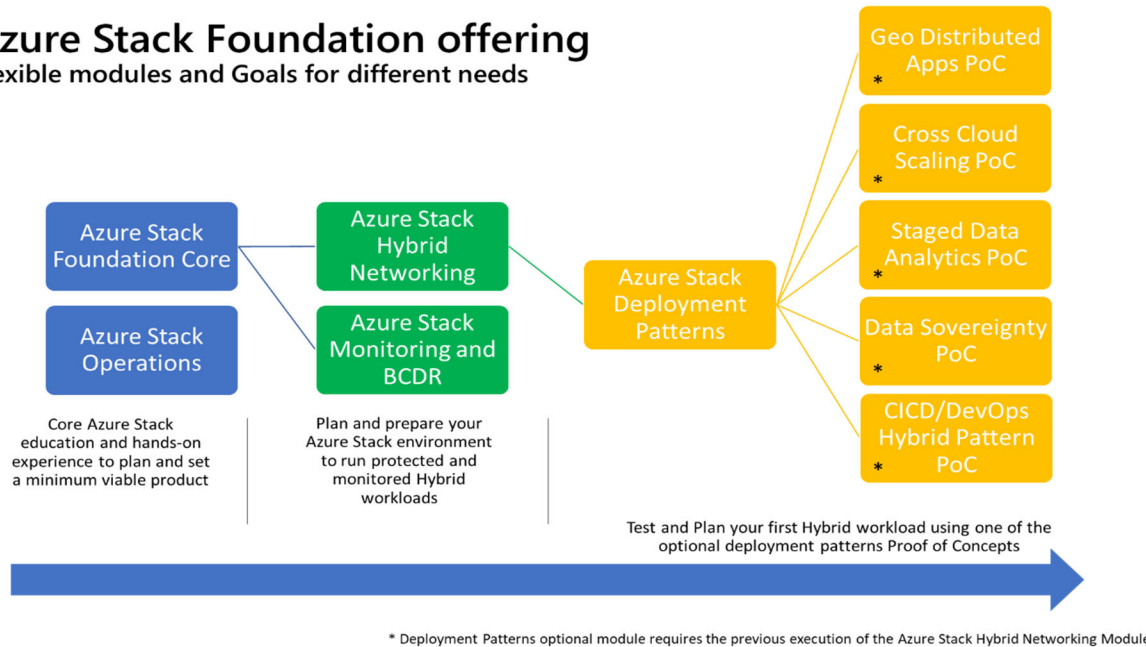 zure Stack Foundation offering
exible modules and Goals for different needs
Geo Distributed
Apps PoC
*
Cross Cloud
Scaling PoC
*
Staged Data
Analytics PoC
*
Data Sovereignty
PoC
*
CICD/DevOps
Hybrid Pattern
PoC
*
Azure Stack
Foundation Core
Azure Stack
Operations
Azure Stack
Hybrid
Networking
Azure Stack
Monitoring and
BCDR
Azure Stack
Deployment
Patterns
Core Azure Stack
education and hands-on
experience to plan and set
a minimum viable product
Plan and prepare your
Azure Stack environment
to run protected and
monitored Hybrid
workloads
Test and Plan your first Hybrid workload using one of the
optional deployment patterns Proof of Concepts
* Deployment Patterns optional module requires the previous execution of the Azure Stack Hybrid Networking Module